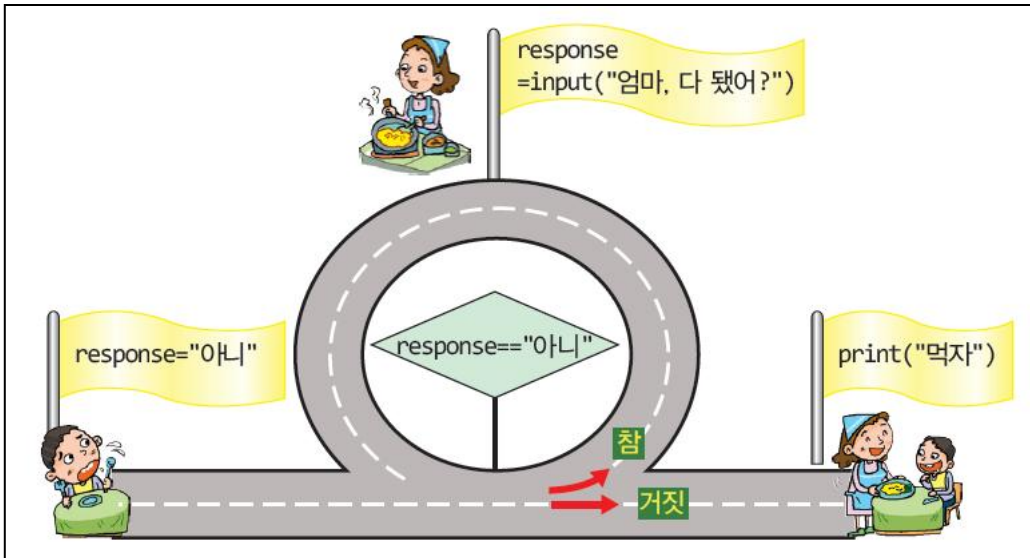 response
=input("엄마, 다 됐어?")
response="아니"
response=="아니"
print("먹자")
참
거짓